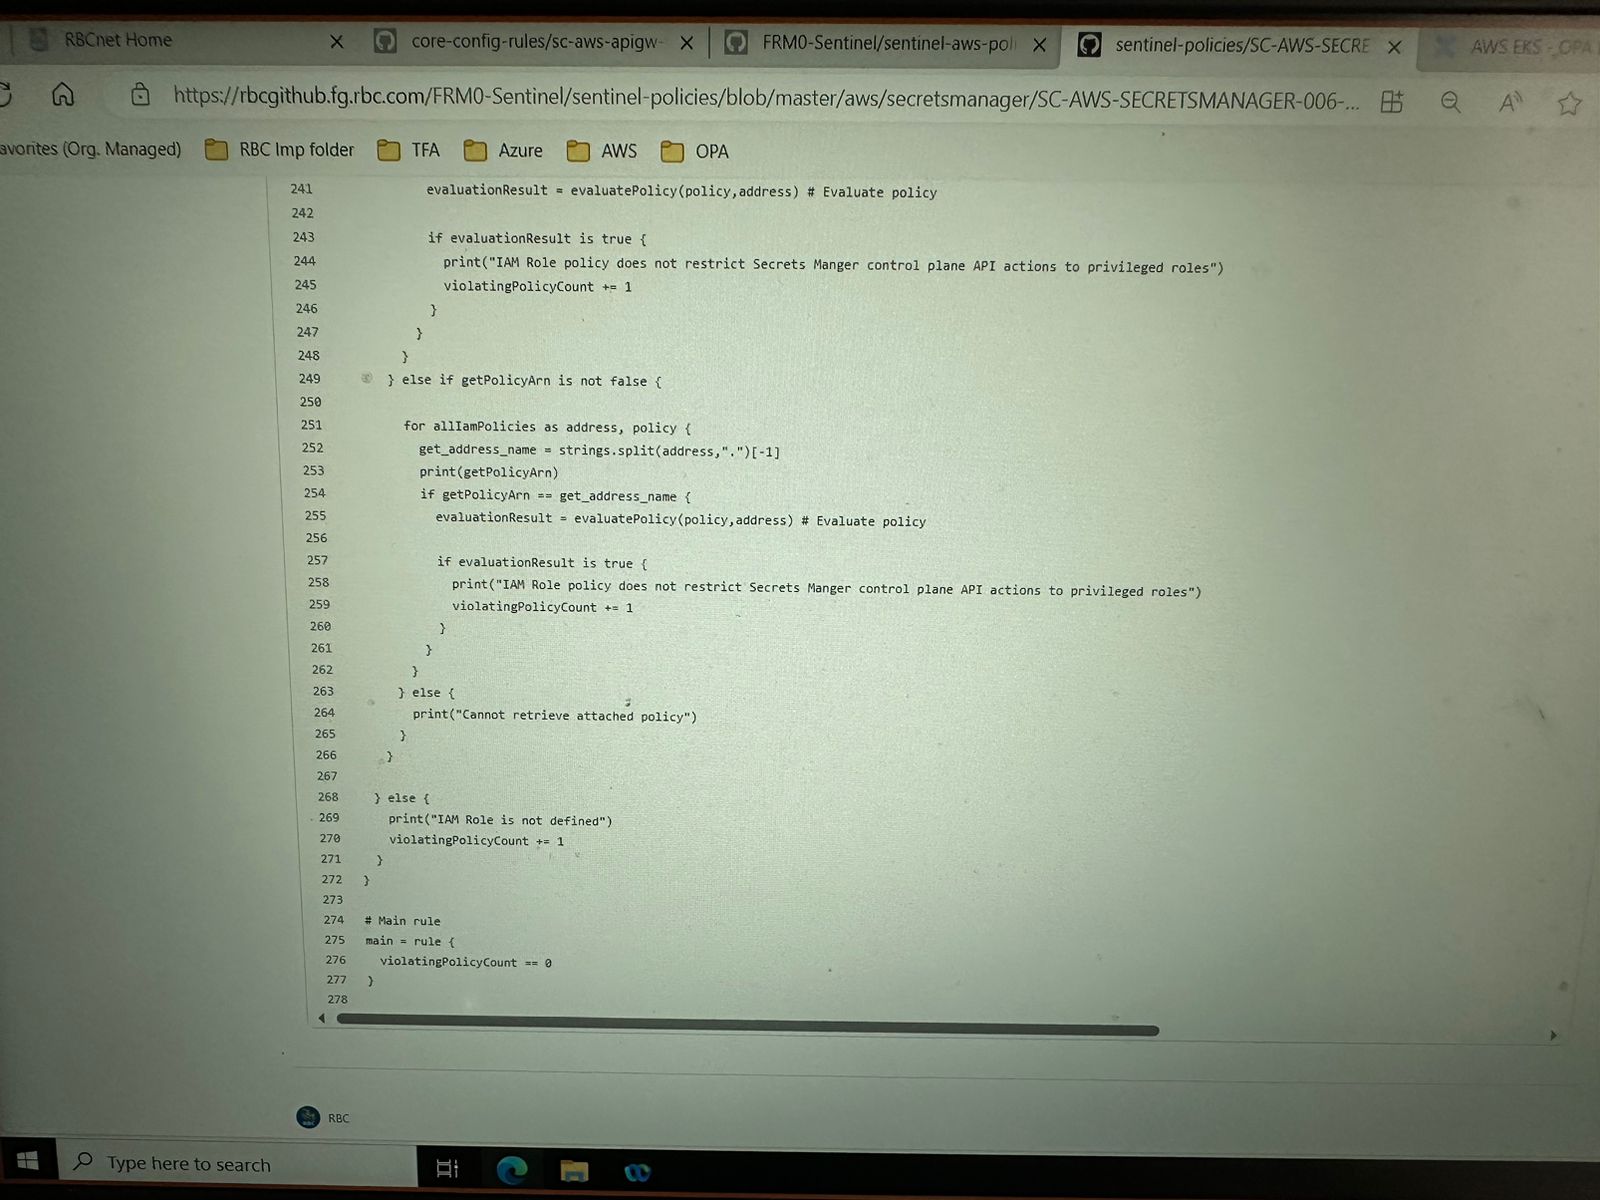 RBCnet Home
core-config-rules/sc-aws-apigw-
FRM0-Sentinel/sentinel-aws-pol
sentinel-policies/SC-AWS-SECRE
AWS EKS - OPA
https://rbcgithub.fg.rbc.com/FRM0-Sentinel/sentinel-policies/blob/master/aws/secretsmanager/SC-AWS-SECRETSMANAGER-006-...
avorites (Org. Managed) RBC Imp folder TFA Azure AWS OPA
241 evaluationResult = evaluatePolicy(policy,address) # Evaluate policy
242
243 if evaluationResult is true {
244 print("IAM Role policy does not restrict Secrets Manger control plane API actions to privileged roles")
245 violatingPolicyCount += 1
246 }
247 }
248 }
249 } else if getPolicyArn is not false {
250
251 for allIamPolicies as address, policy {
252 get_address_name = strings.split(address,".")[-1]
253 print(getPolicyArn)
254 if getPolicyArn == get_address_name {
255 evaluationResult = evaluatePolicy(policy,address) # Evaluate policy
256
257 if evaluationResult is true {
258 print("IAM Role policy does not restrict Secrets Manger control plane API actions to privileged roles")
259 violatingPolicyCount += 1
260 }
261 }
262 }
263 } else {
264 print("Cannot retrieve attached policy")
265 }
266 }
267
268 } else {
269 print("IAM Role is not defined")
270 violatingPolicyCount += 1
271 }
272 }
273
274 # Main rule
275 main = rule {
276 violatingPolicyCount == 0
277 }
278
RBC
Type here to search